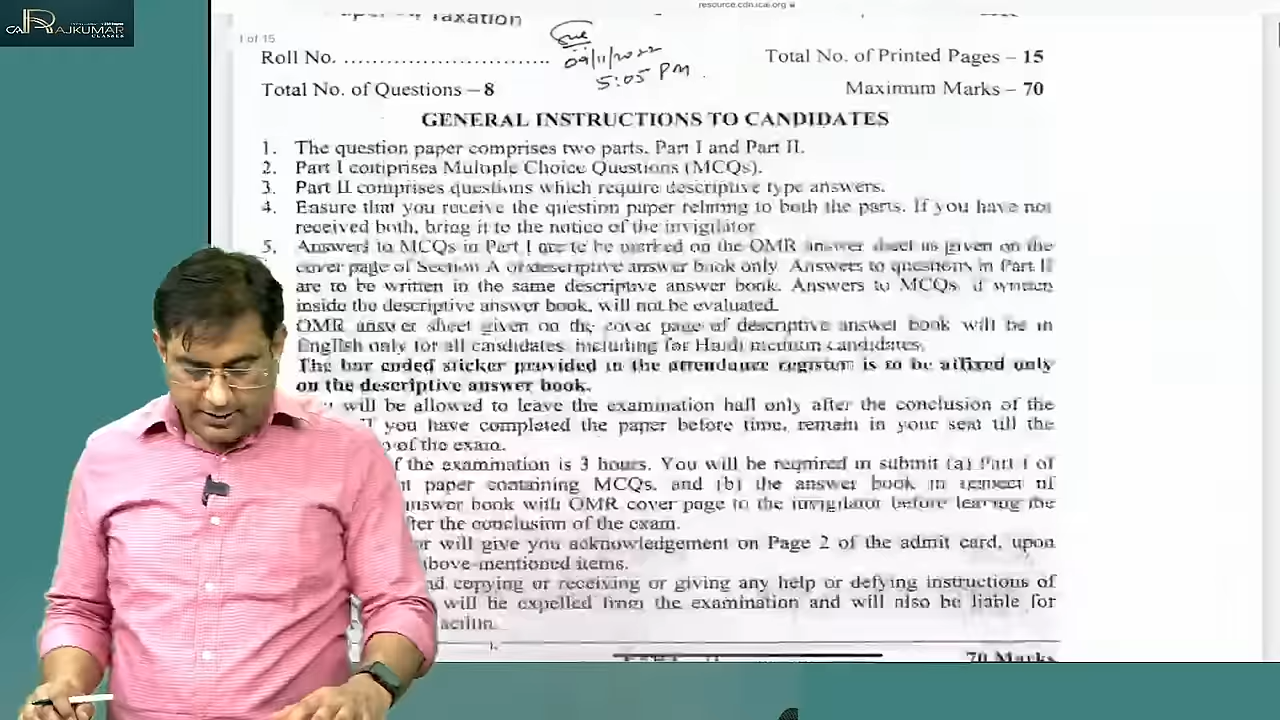 resource.cdn.icai.org
CA RAJKUMAR
Taxation
1 of 15
Roll No. ................................
09/11/2022
5:05 PM
Total No. of Printed Pages – 15
Total No. of Questions – 8
Maximum Marks – 70
GENERAL INSTRUCTIONS TO CANDIDATES
1. The question paper comprises two parts, Part I and Part II.
2. Part I comprises Multiple Choice Questions (MCQs).
3. Part II comprises questions which require descriptive type answers.
4. Ensure that you receive the question paper relating to both the parts. If you have not
received both, bring it to the notice of the invigilator
5. Answers to MCQs in Part I are to be marked on the OMR answer sheet as given on the
cover page of Section A of descriptive answer book only. Answers to questions in Part II
are to be written in the same descriptive answer book. Answers to MCQs, if written
inside the descriptive answer book, will not be evaluated.
OMR answer sheet given on the cover page of descriptive answer book will be in
English only for all candidates, including for Hindi medium candidates.
The bar coded sticker provided in the attendance register is to be affixed only
on the descriptive answer book.
will be allowed to leave the examination hall only after the conclusion of the
you have completed the paper before time, remain in your seat till the
of the exam.
f the examination is 3 hours. You will be required to submit (a) Part I of
paper containing MCQs, and (b) the answer book in respect of
answer book with OMR cover page to the invigilator before leaving the
ter the conclusion of the exam.
r will give you acknowledgement on Page 2 of the admit card, upon
bove-mentioned items.
nd copying or receiving or giving any help or defying instructions of
will be expelled from the examination and will also be liable for
action.
70 Marks